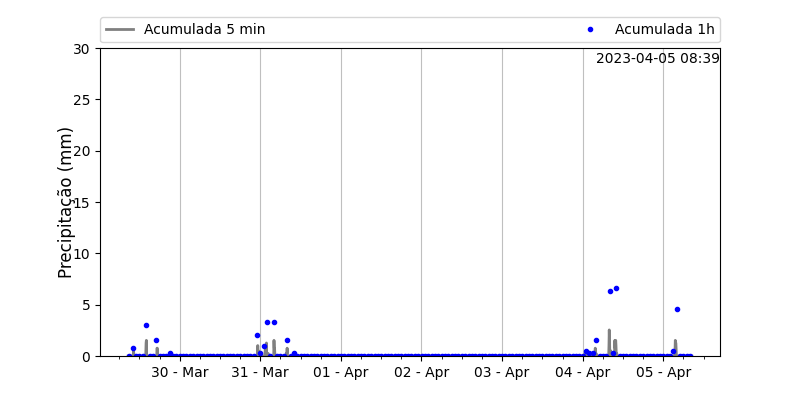 Acumulada 5 min
Acumulada 1h
2023-04-05 08:39
Precipitação (mm)
30
25
20
15
10
5
0
30 - Mar
31 - Mar
01 - Apr
02 - Apr
03 - Apr
04 - Apr
05 - Apr